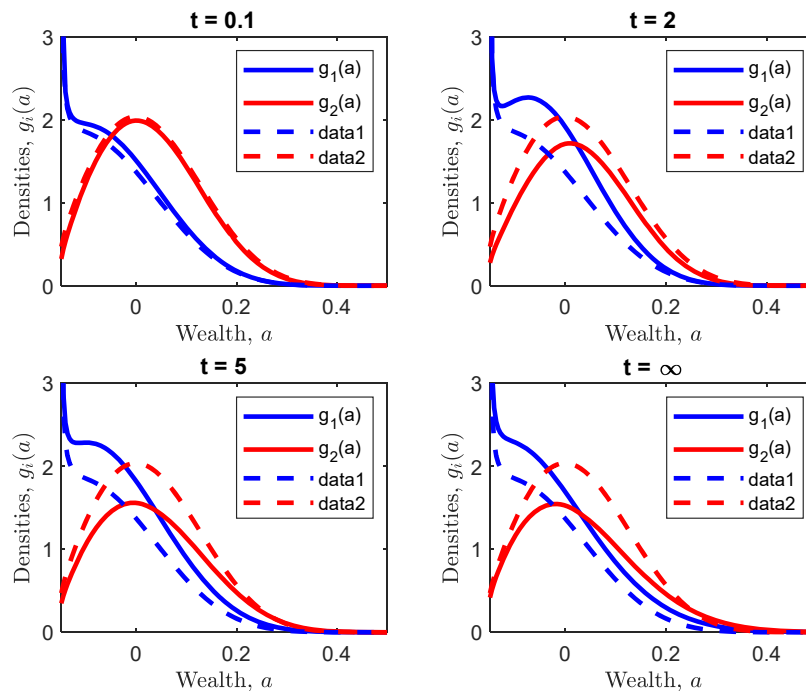 t = 0.1
3
2
1
0
Densities, g_i(a)
g_1(a)
g_2(a)
data1
data2
0
0.2
0.4
Wealth, a
t = 2
3
2
1
0
Densities, g_i(a)
g_1(a)
g_2(a)
data1
data2
0
0.2
0.4
Wealth, a
t = 5
3
2
1
0
Densities, g_i(a)
g_1(a)
g_2(a)
data1
data2
0
0.2
0.4
Wealth, a
t = ∞
3
2
1
0
Densities, g_i(a)
g_1(a)
g_2(a)
data1
data2
0
0.2
0.4
Wealth, a